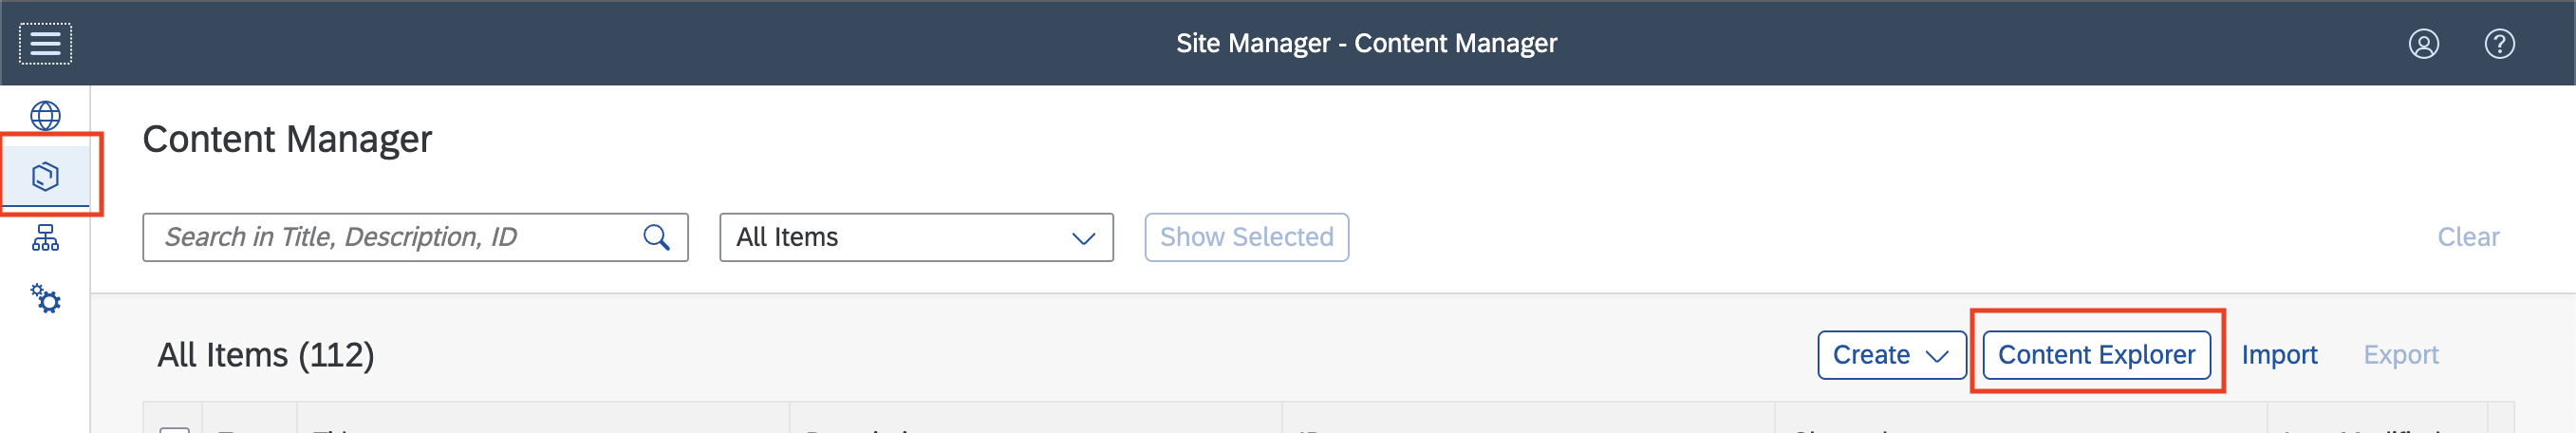 Site Manager - Content Manager
Content Manager
Search in Title, Description, ID
All Items
Show Selected
Clear
All Items (112)
Create
Content Explorer
Import
Export